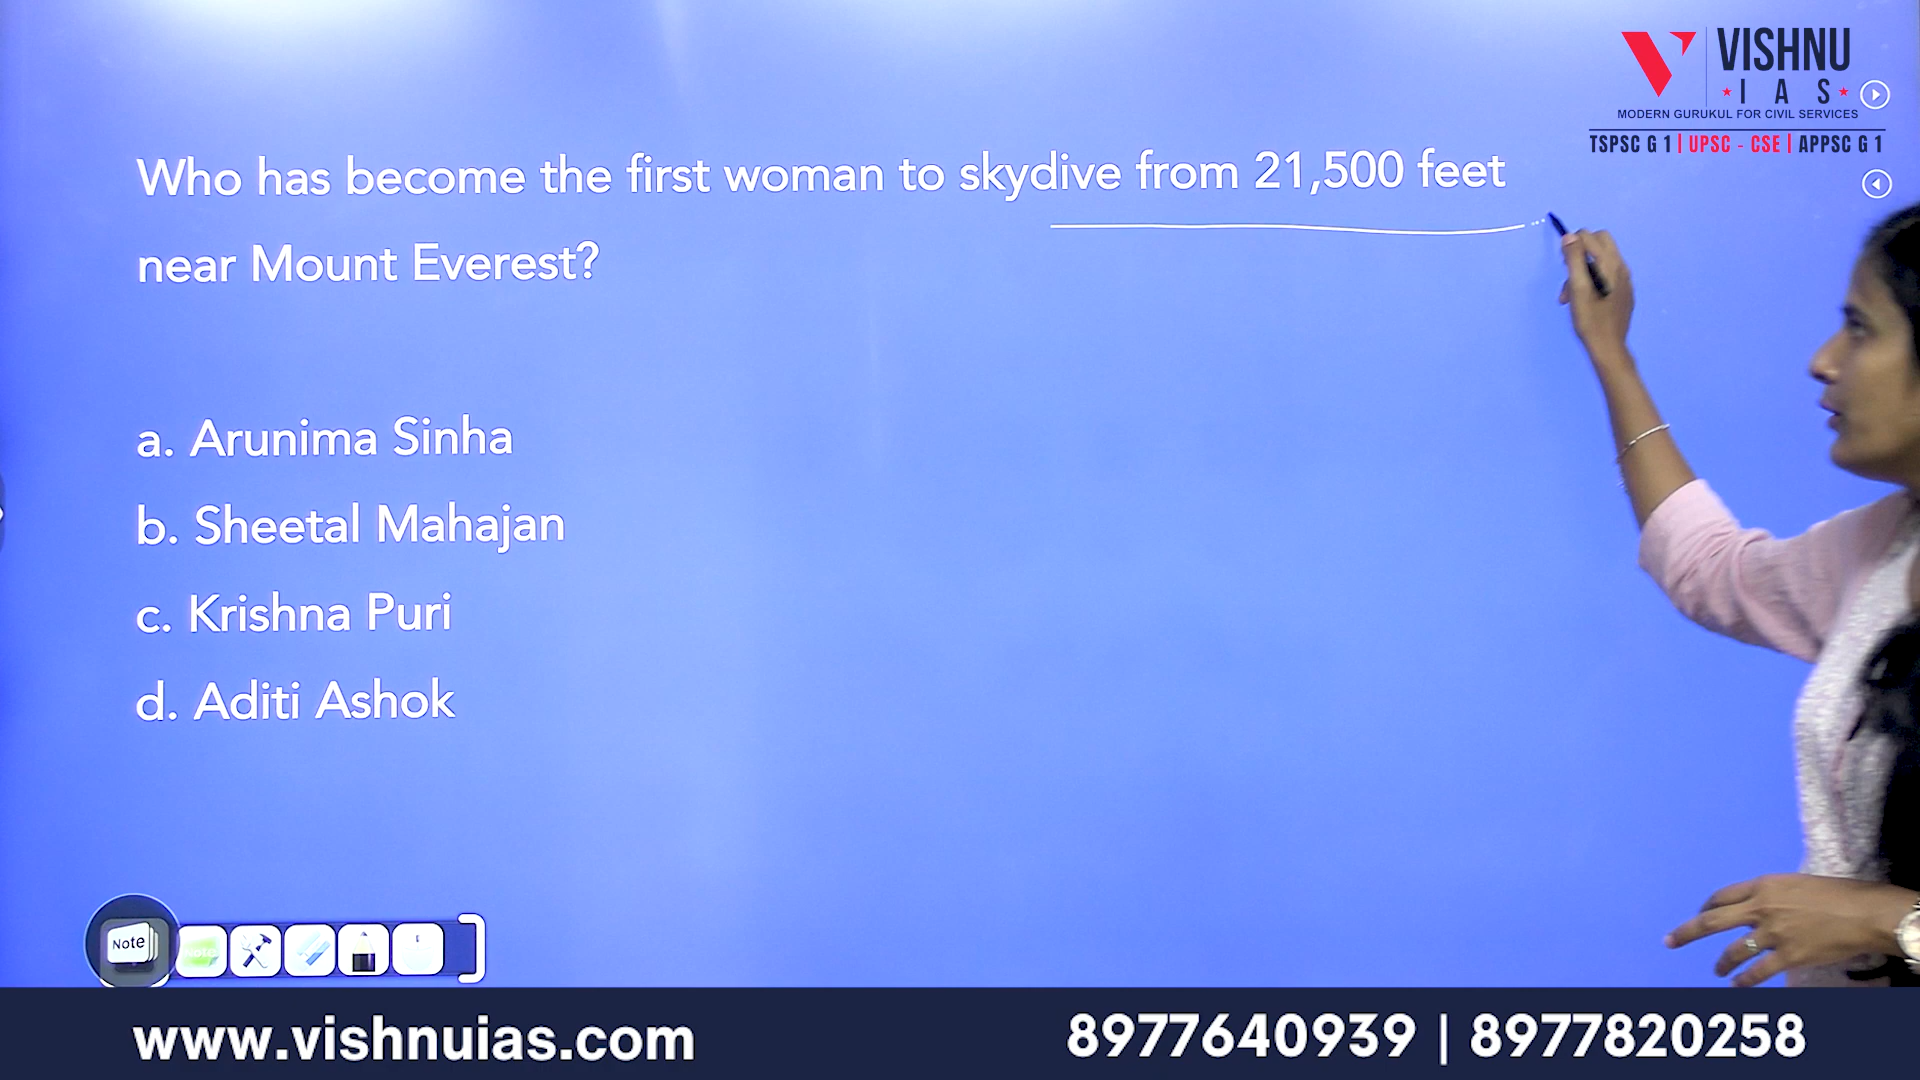 VISHNU
IAS
MODERN GURUKUL FOR CIVIL SERVICES
TSPSC G 1 | UPSC - CSE | APPSC G 1
Who has become the first woman to skydive from 21,500 feet
near Mount Everest?
a. Arunima Sinha
b. Sheetal Mahajan
c. Krishna Puri
d. Aditi Ashok
Note
www.vishnuias.com
8977640939 | 8977820258